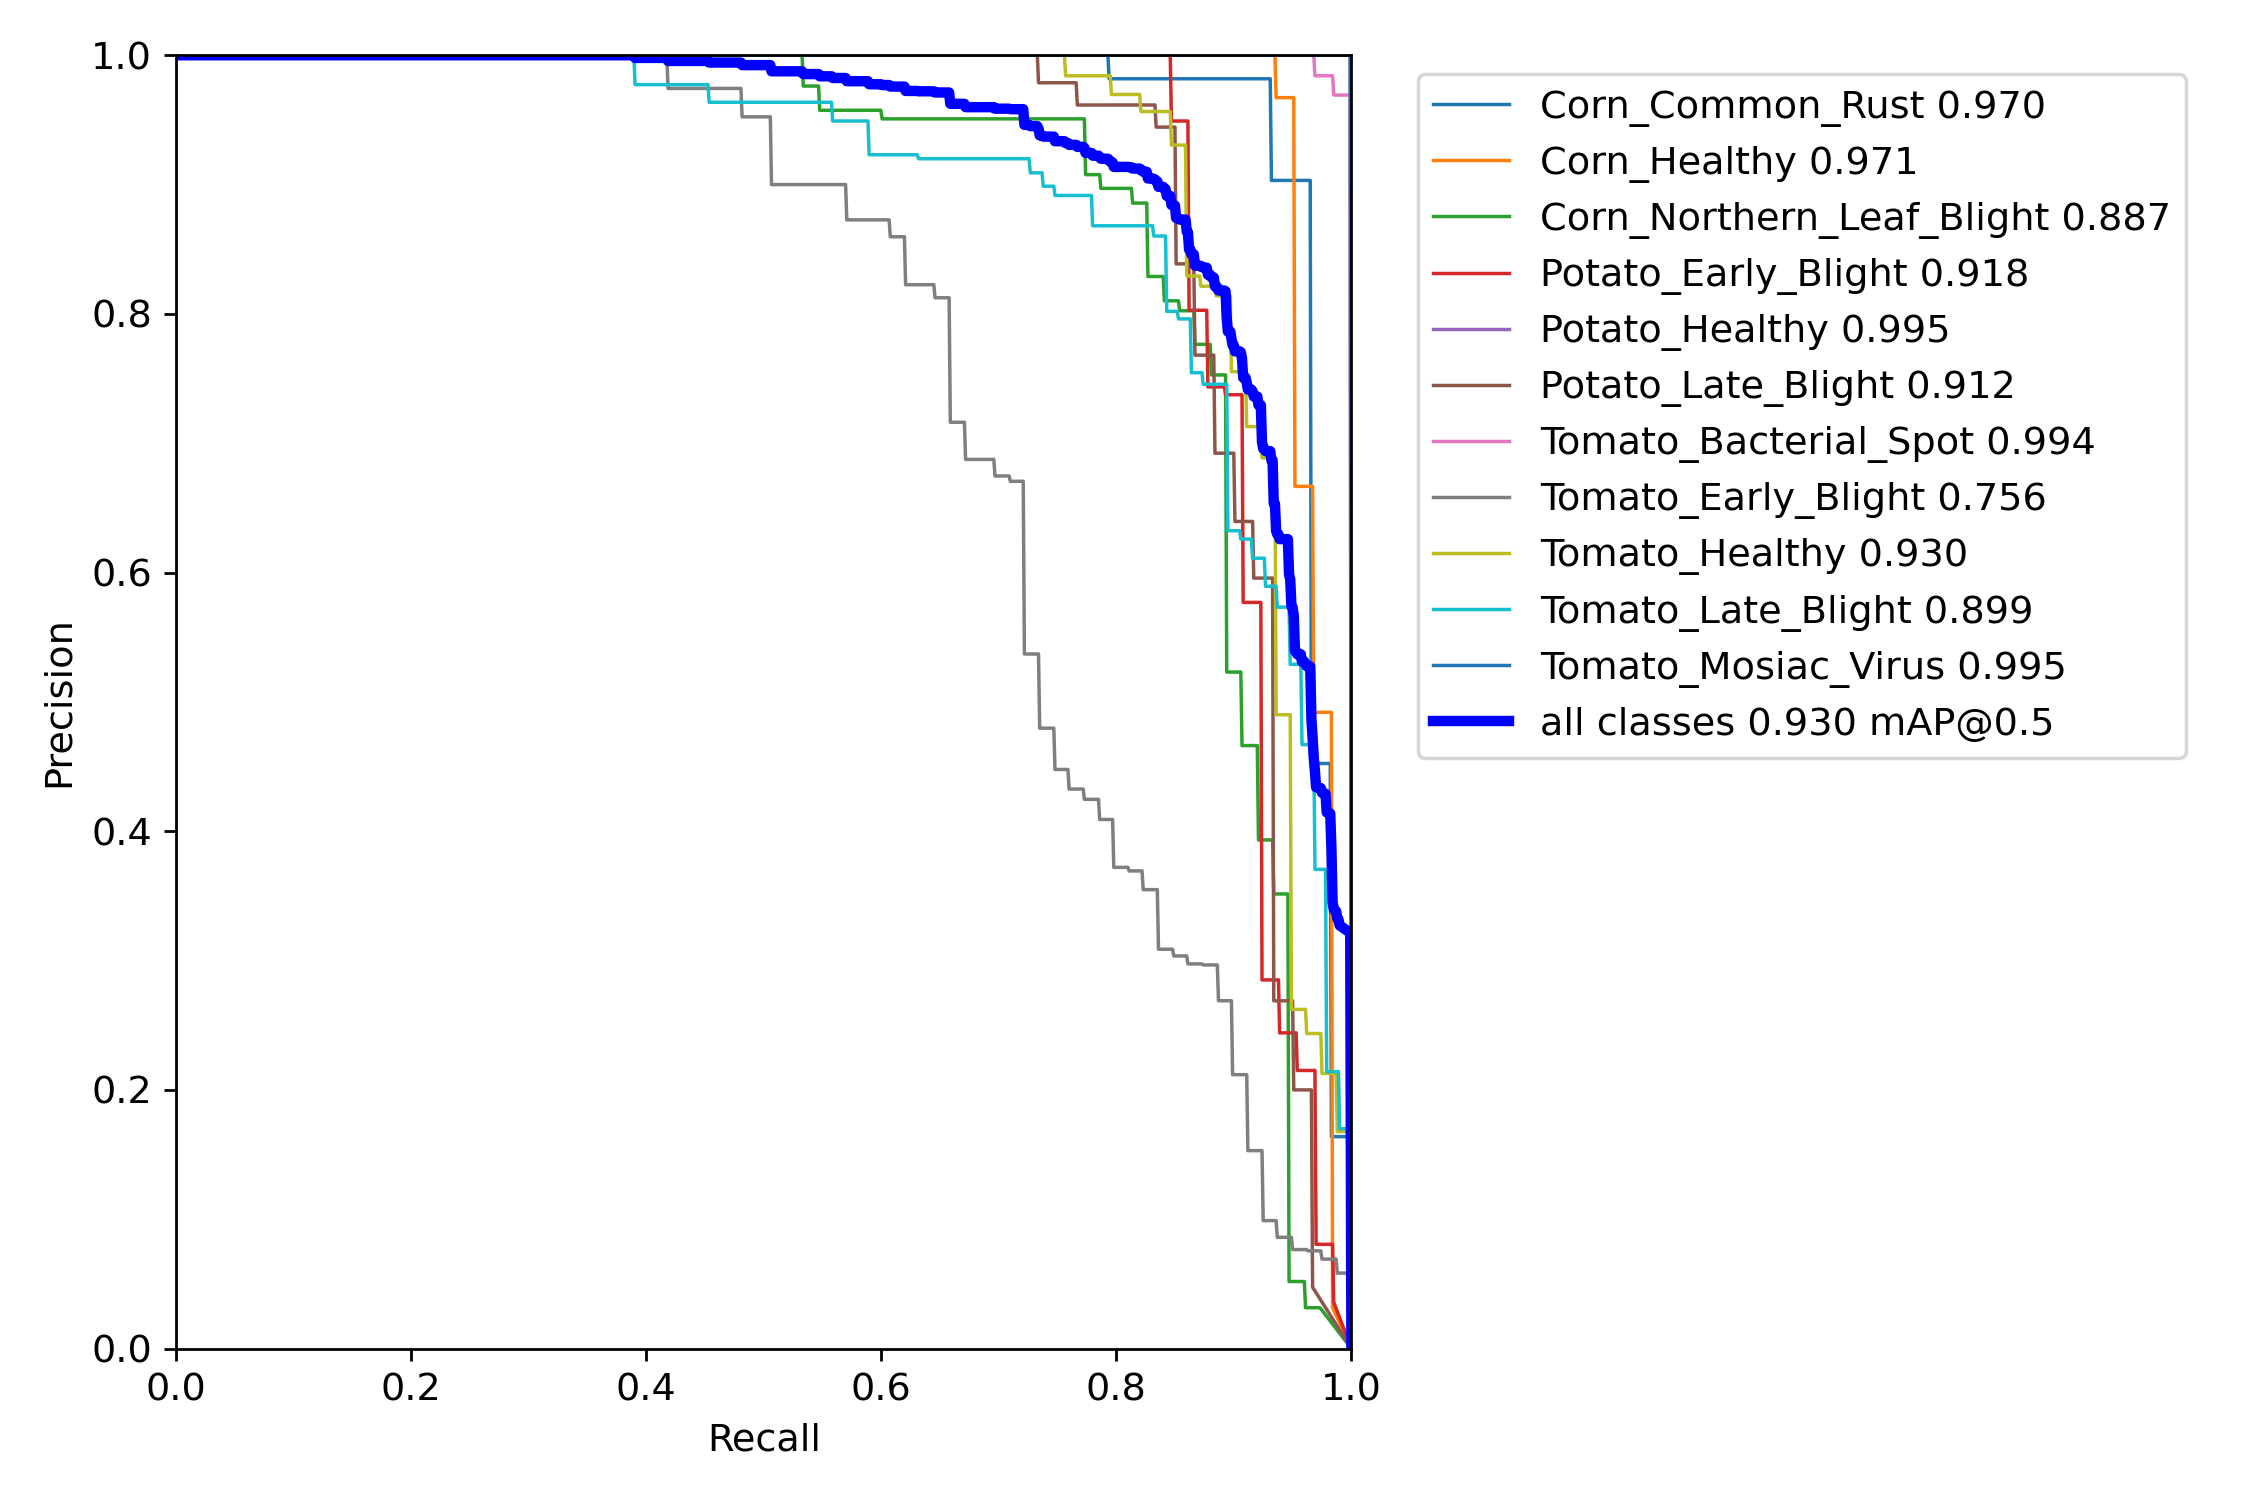 1.0
0.8
0.6
0.4
0.2
0.0
Precision
0.0 0.2 0.4 0.6 0.8 1.0
Recall
Corn_Common_Rust 0.970
Corn_Healthy 0.971
Corn_Northern_Leaf_Blight 0.887
Potato_Early_Blight 0.918
Potato_Healthy 0.995
Potato_Late_Blight 0.912
Tomato_Bacterial_Spot 0.994
Tomato_Early_Blight 0.756
Tomato_Healthy 0.930
Tomato_Late_Blight 0.899
Tomato_Mosiac_Virus 0.995
all classes 0.930 mAP@0.5